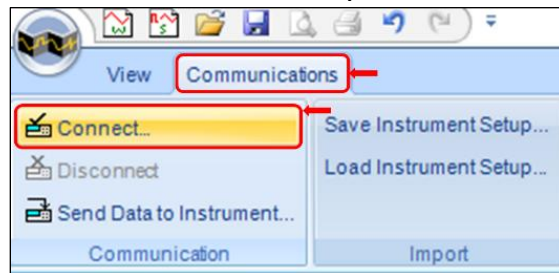 View Communications
Connect...
Save Instrument Setup...
Disconnect
Load Instrument Setup...
Send Data to Instrument...
Communication
Import